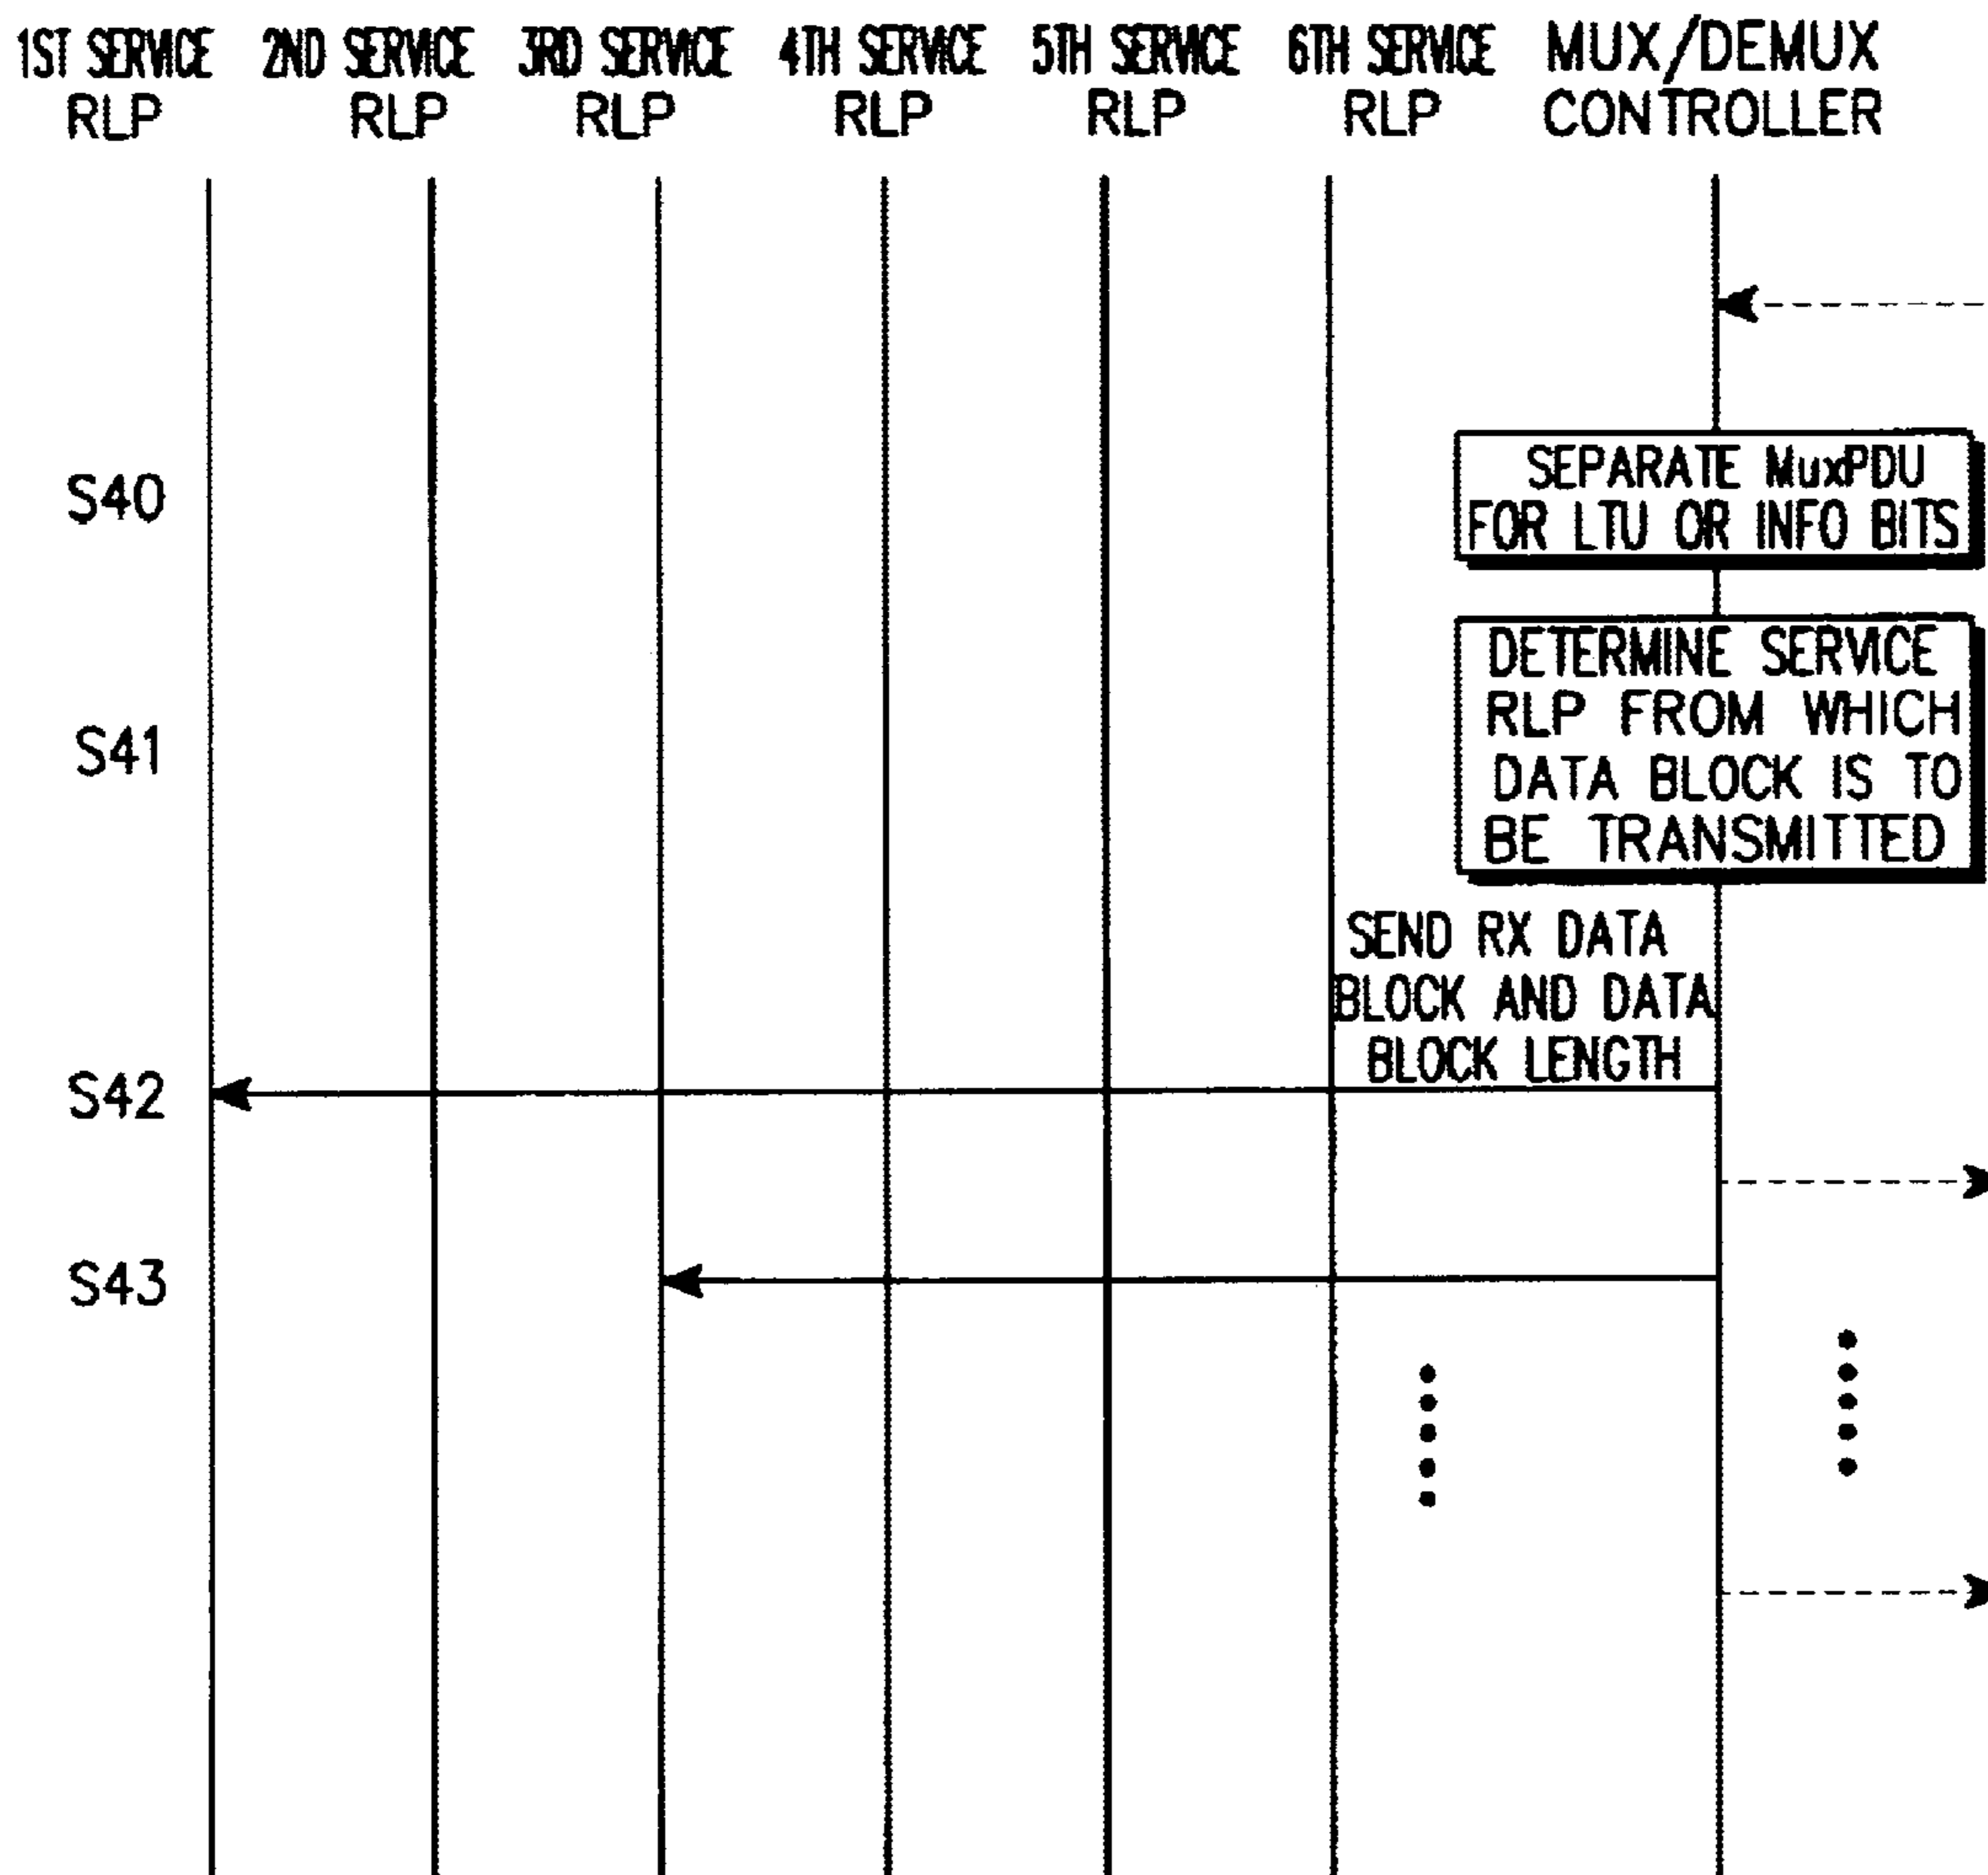 1ST SERVICE 2ND SERVICE 3RD SERVICE 4TH SERVICE 5TH SERVICE 6TH SERVICE MUX/DEMUX
RLP RLP RLP RLP RLP RLP CONTROLLER
S40
SEPARATE MuxPDU
FOR LTU OR INFO BITS
S41
DETERMINE SERVICE
RLP FROM WHICH
DATA BLOCK IS TO
BE TRANSMITTED
SEND RX DATA
BLOCK AND DATA
BLOCK LENGTH
S42
S43